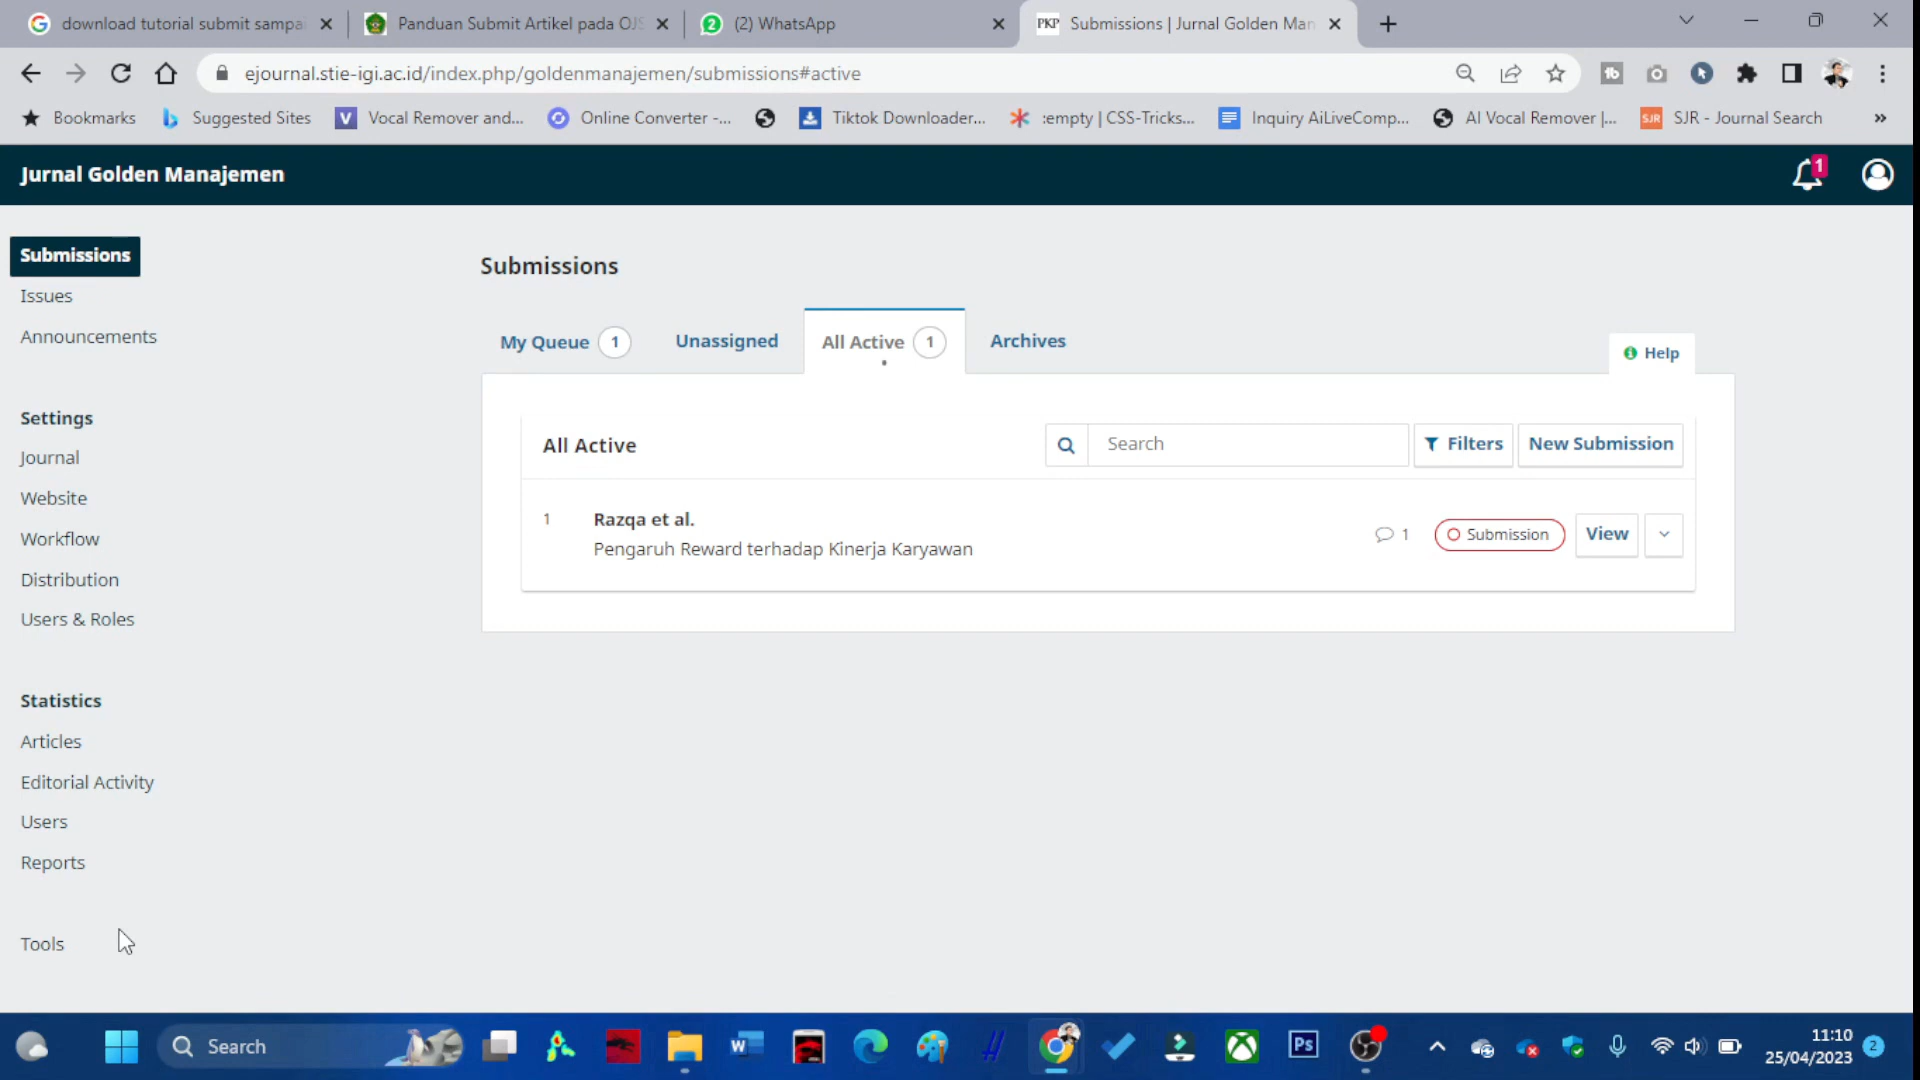 download tutorial submit sampa
Panduan Submit Artikel pada OJS
(2) WhatsApp
PKP Submissions | Jurnal Golden Man
ejournal.stie-igi.ac.id/index.php/goldenmanajemen/submissions#active
Bookmarks
Suggested Sites
Vocal Remover and...
Online Converter -...
Tiktok Downloader...
:empty | CSS-Tricks...
Inquiry AiLiveComp...
AI Vocal Remover |...
SJR SJR - Journal Search
»
Jurnal Golden Manajemen
1
Submissions
Issues
Announcements
Settings
Journal
Website
Workflow
Distribution
Users & Roles
Statistics
Articles
Editorial Activity
Users
Reports
Tools
Submissions
My Queue 1
Unassigned
All Active 1
Archives
Help
All Active
Search
Filters
New Submission
1
Razqa et al.
Pengaruh Reward terhadap Kinerja Karyawan
1
Submission
View
Search
Ps
11:10
25/04/2023
2